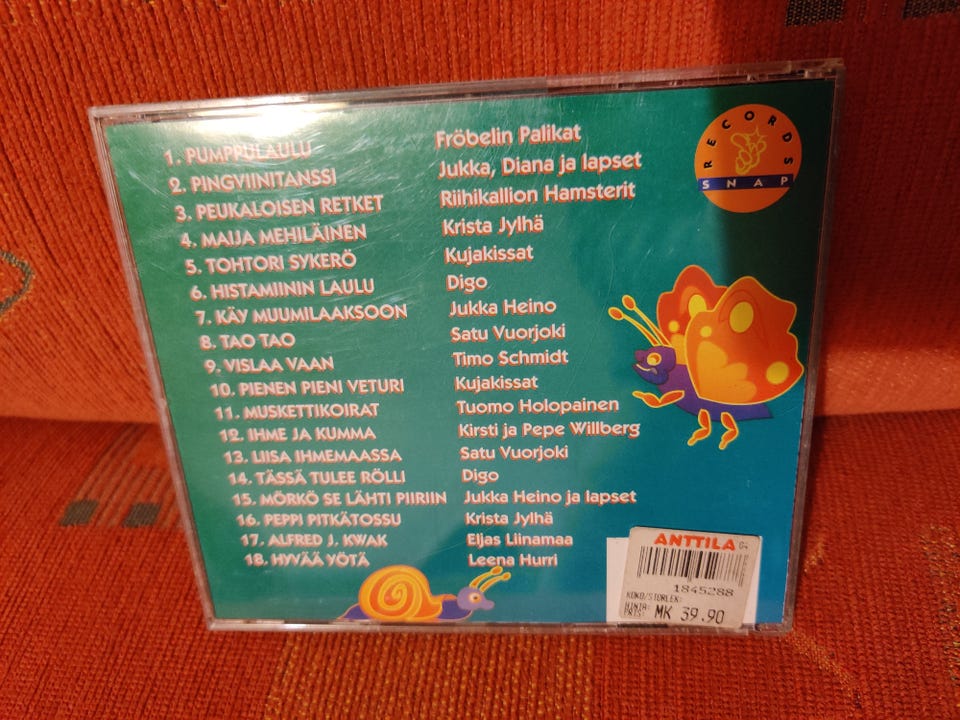 1. PUMPPULAULU Fröbelin Palikat
2. PINGVIINITANSSI Jukka, Diana ja lapset
3. PEUKALOISEN RETKET Riihikallion Hamsterit
4. MAIJA MEHILÄINEN Krista Jylhä
5. TOHTORI SYKERÖ Kujakissat
6. HISTAMIININ LAULU Digo
7. KÄY MUUMILAAKSOON Jukka Heino
8. TAO TAO Satu Vuorjoki
9. VISLAA VAAN Timo Schmidt
10. PIENEN PIENI VETURI Kujakissat
11. MUSKETTIKOIRAT Tuomo Holopainen
12. IHME JA KUMMA Kirsti ja Pepe Willberg
13. LIISA IHMEMAASSA Satu Vuorjoki
14. TÄSSÄ TULEE RÖLLI Digo
15. MÖRKÖ SE LÄHTI PIIRIIN Jukka Heino ja lapset
16. PEPPI PITKÄTOSSU Krista Jylhä
17. ALFRED J. KWAK Eljas Liinamaa
18. HYVÄÄ YÖTÄ Leena Hurri
RECORDS
SNAP
ANTTILA 04
1845288
KOKO/STORLEK:
HINTA:
PRIS: MK 39.90